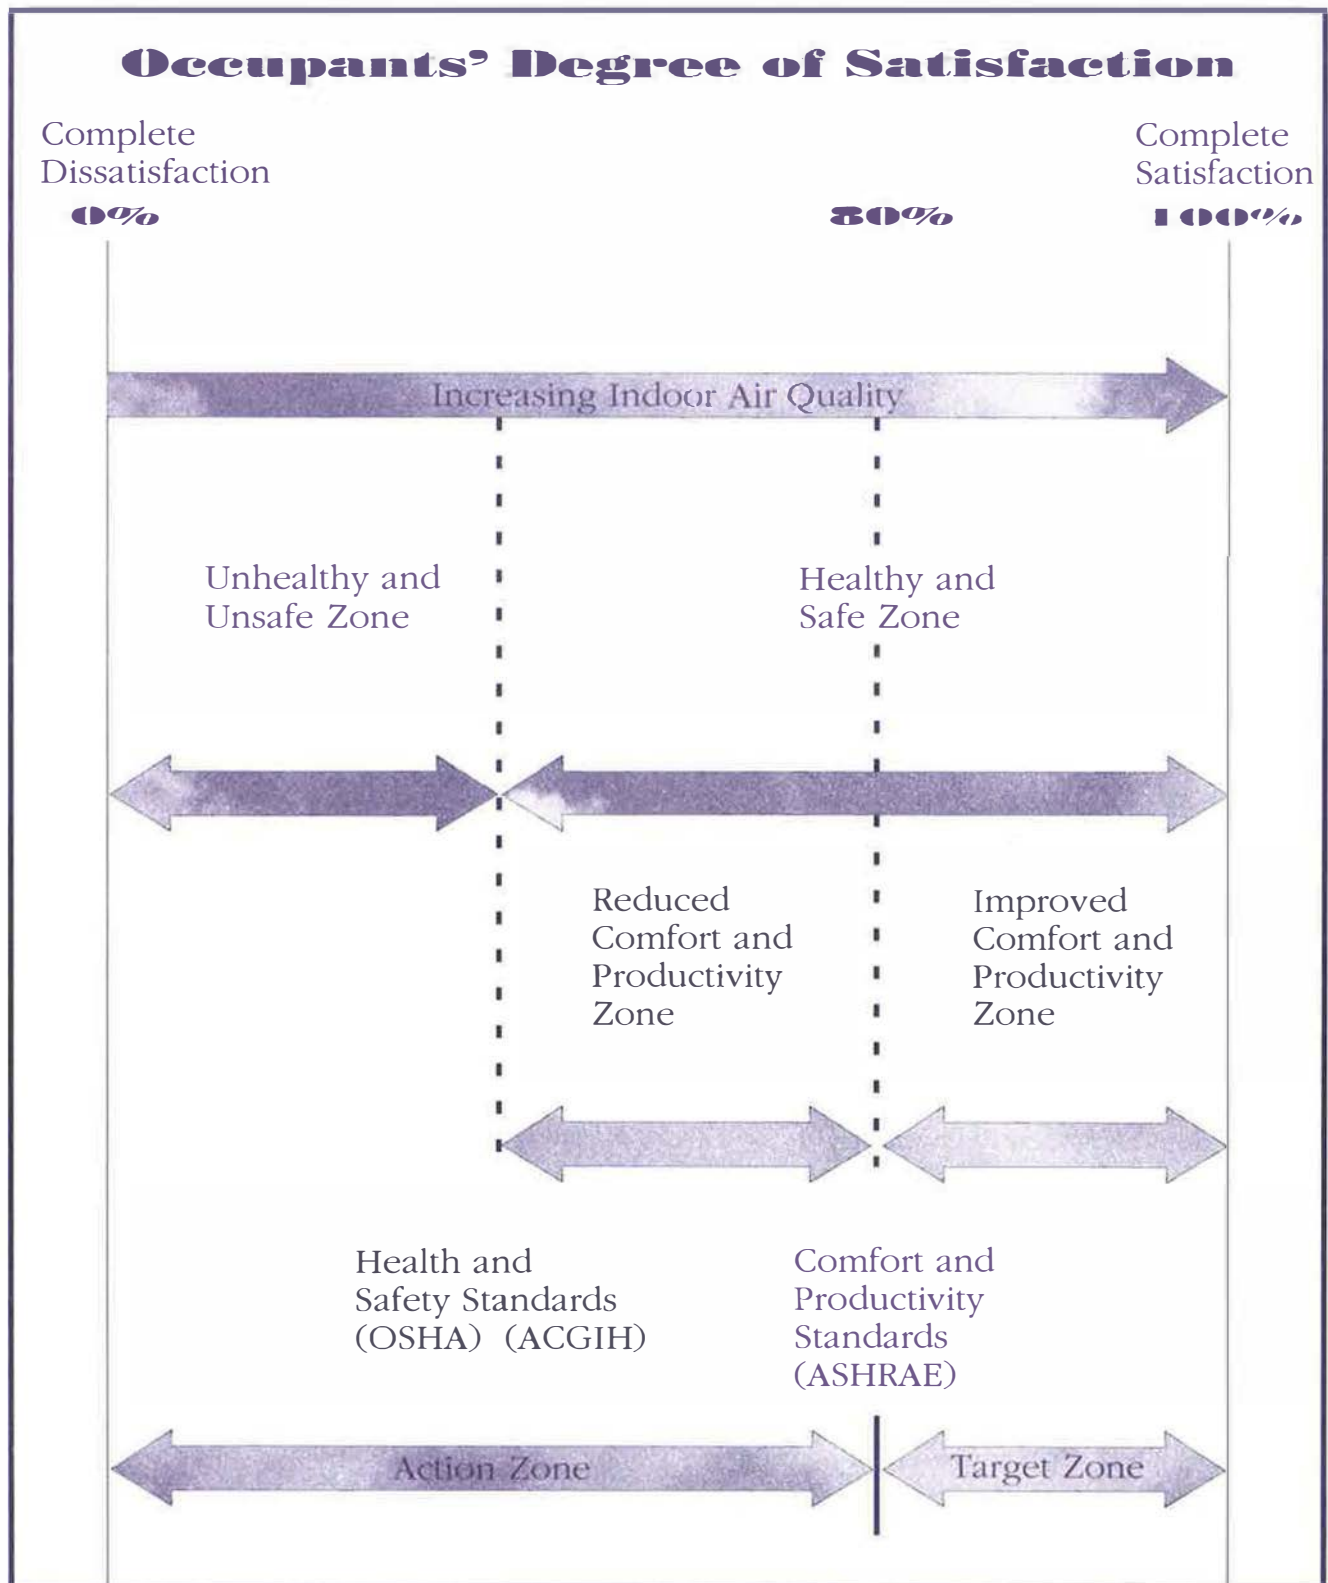 Occupants’ Degree of Satisfaction
Complete
Dissatisfaction
0%
80%
Complete
Satisfaction
100%
Increasing Indoor Air Quality
Unhealthy and
Unsafe Zone
Healthy and
Safe Zone
Reduced
Comfort and
Productivity
Zone
Improved
Comfort and
Productivity
Zone
Health and
Safety Standards
(OSHA) (ACGIH)
Comfort and
Productivity
Standards
(ASHRAE)
Action Zone
Target Zone